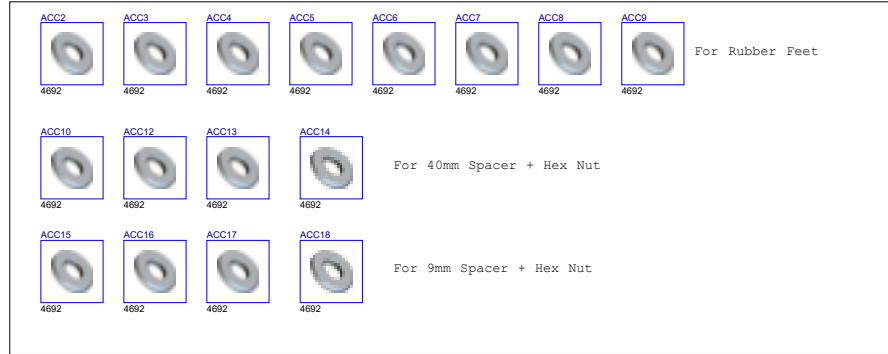 ACC2 ACC3 ACC4 ACC5 ACC6 ACC7 ACC8 ACC9
For Rubber Feet
4692 4692 4692 4692 4692 4692 4692 4692
ACC10 ACC12 ACC13 ACC14
For 40mm Spacer + Hex Nut
4692 4692 4692 4692
ACC15 ACC16 ACC17 ACC18
For 9mm Spacer + Hex Nut
4692 4692 4692 4692